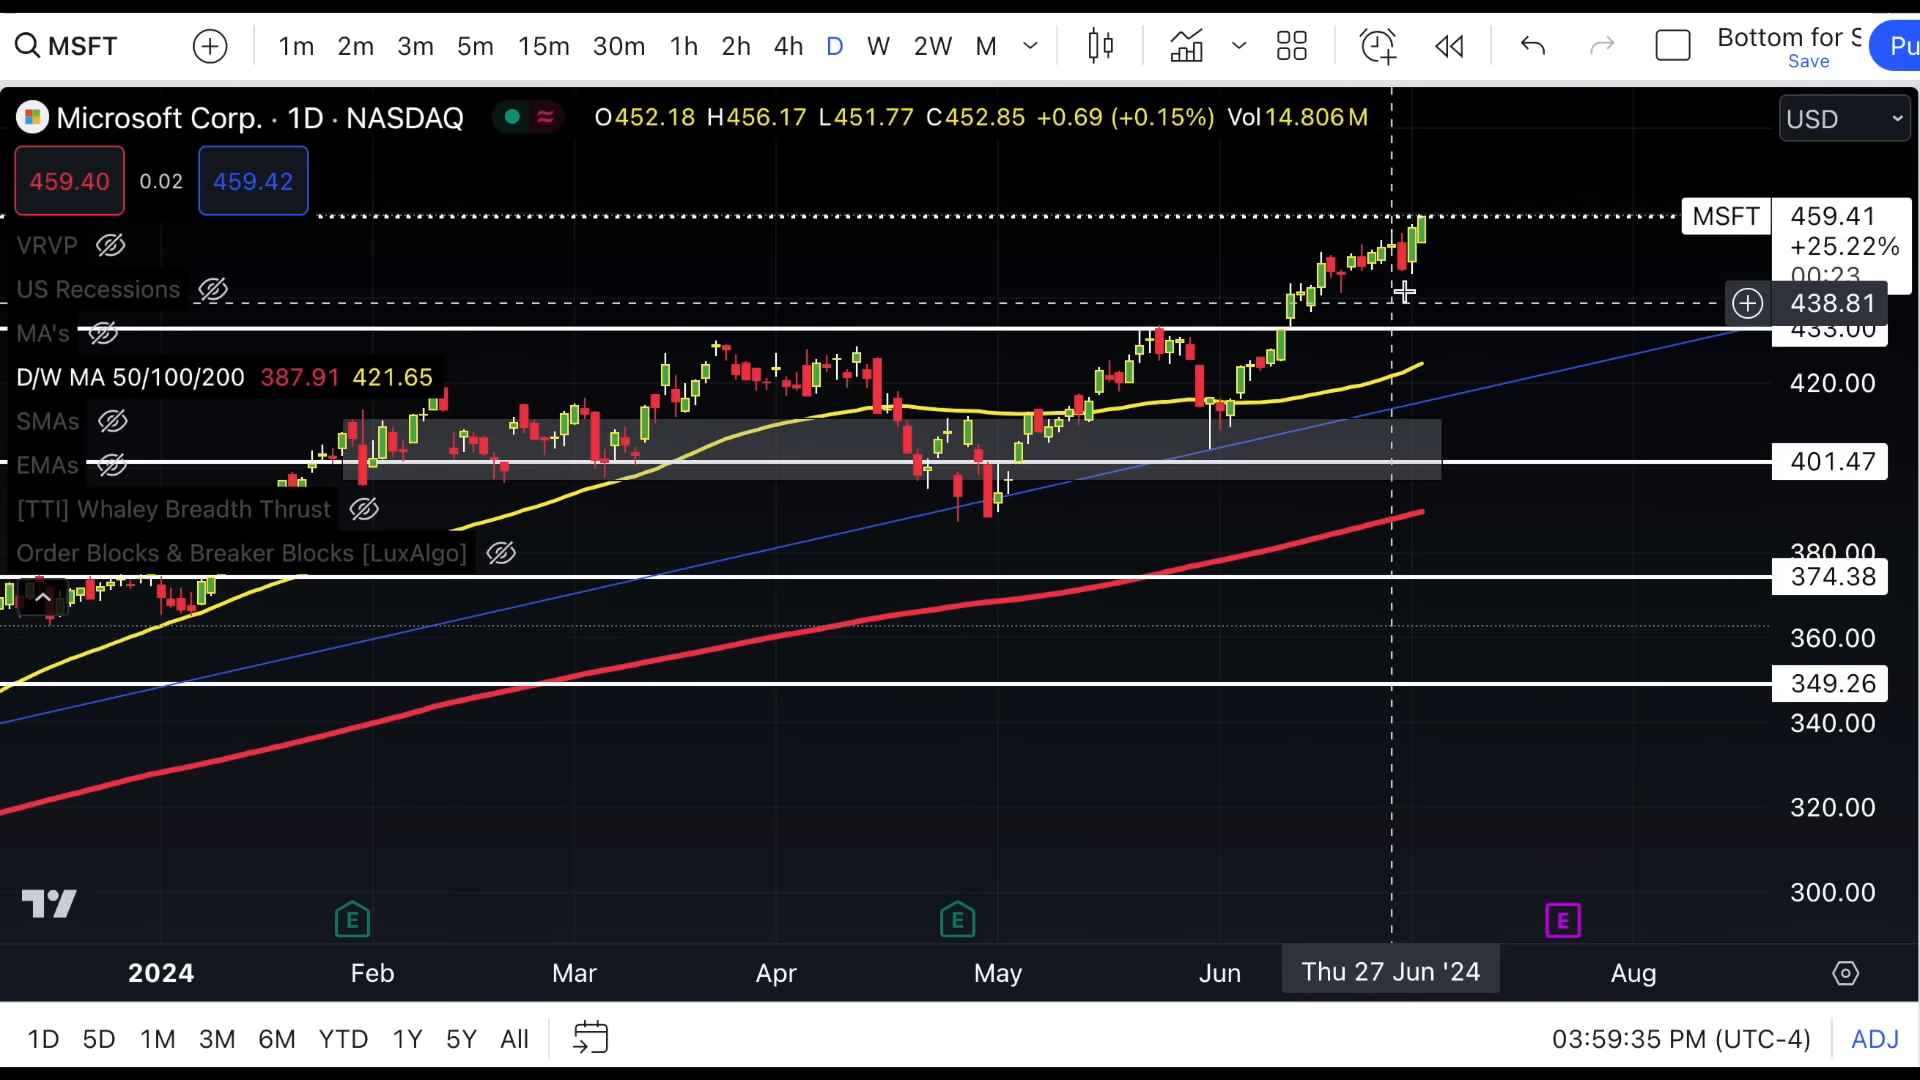 MSFT 1m 2m 3m 5m 15m 30m 1h 2h 4h D W 2W M Bottom for S Pu
Save
Microsoft Corp. · 1D · NASDAQ O452.18 H456.17 L451.77 C452.85 +0.69 (+0.15%) Vol14.806M USD
459.40 0.02 459.42
MSFT 459.41
+25.22%
00:23
VRVP
US Recessions
438.81
433.00
MA's
D/W MA 50/100/200 387.91 421.65
420.00
SMAs
EMAs
401.47
[TTI] Whaley Breadth Thrust
Order Blocks & Breaker Blocks [LuxAlgo]
380.00
374.38
360.00
349.26
340.00
320.00
300.00
E E E
2024 Feb Mar Apr May Jun Thu 27 Jun '24 Aug
1D 5D 1M 3M 6M YTD 1Y 5Y All 03:59:35 PM (UTC-4) ADJ